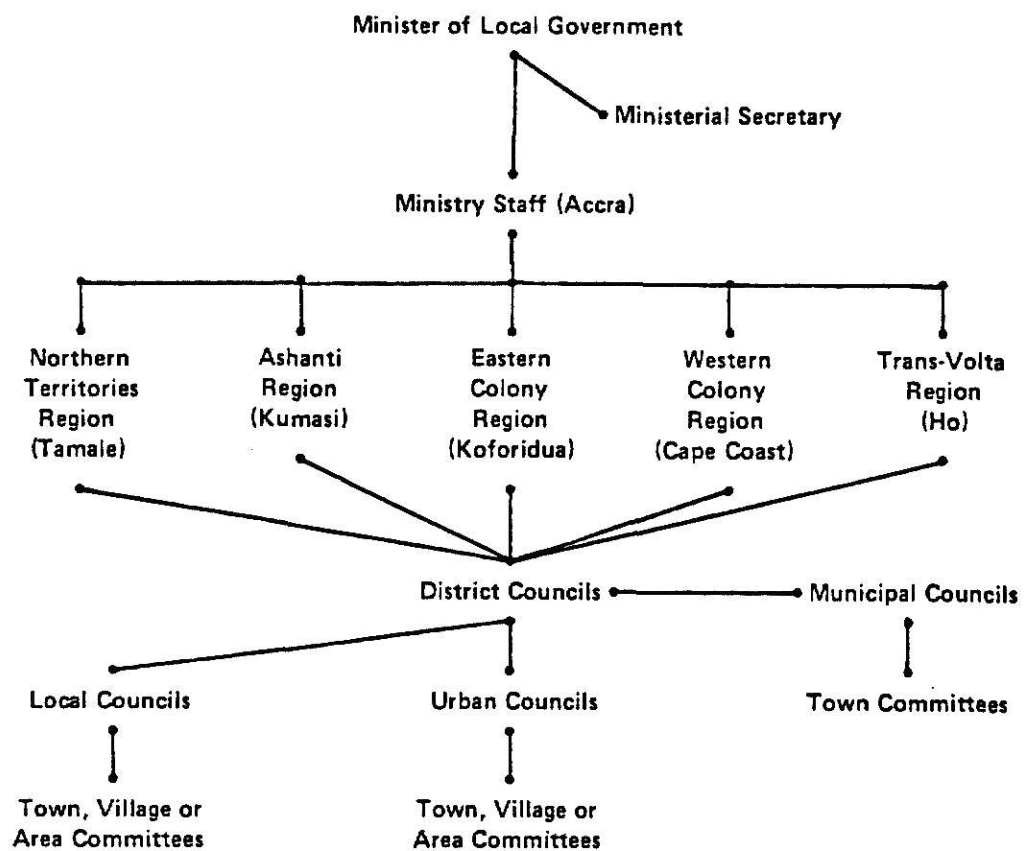 Minister of Local Government
Ministerial Secretary
Ministry Staff (Accra)
Northern
Territories
Region
(Tamale)
Ashanti
Region
(Kumasi)
Eastern
Colony
Region
(Koforidua)
Western
Colony
Region
(Cape Coast)
Trans-Volta
Region
(Ho)
District Councils
Municipal Councils
Local Councils
Urban Councils
Town Committees
Town, Village or
Area Committees
Town, Village or
Area Committees